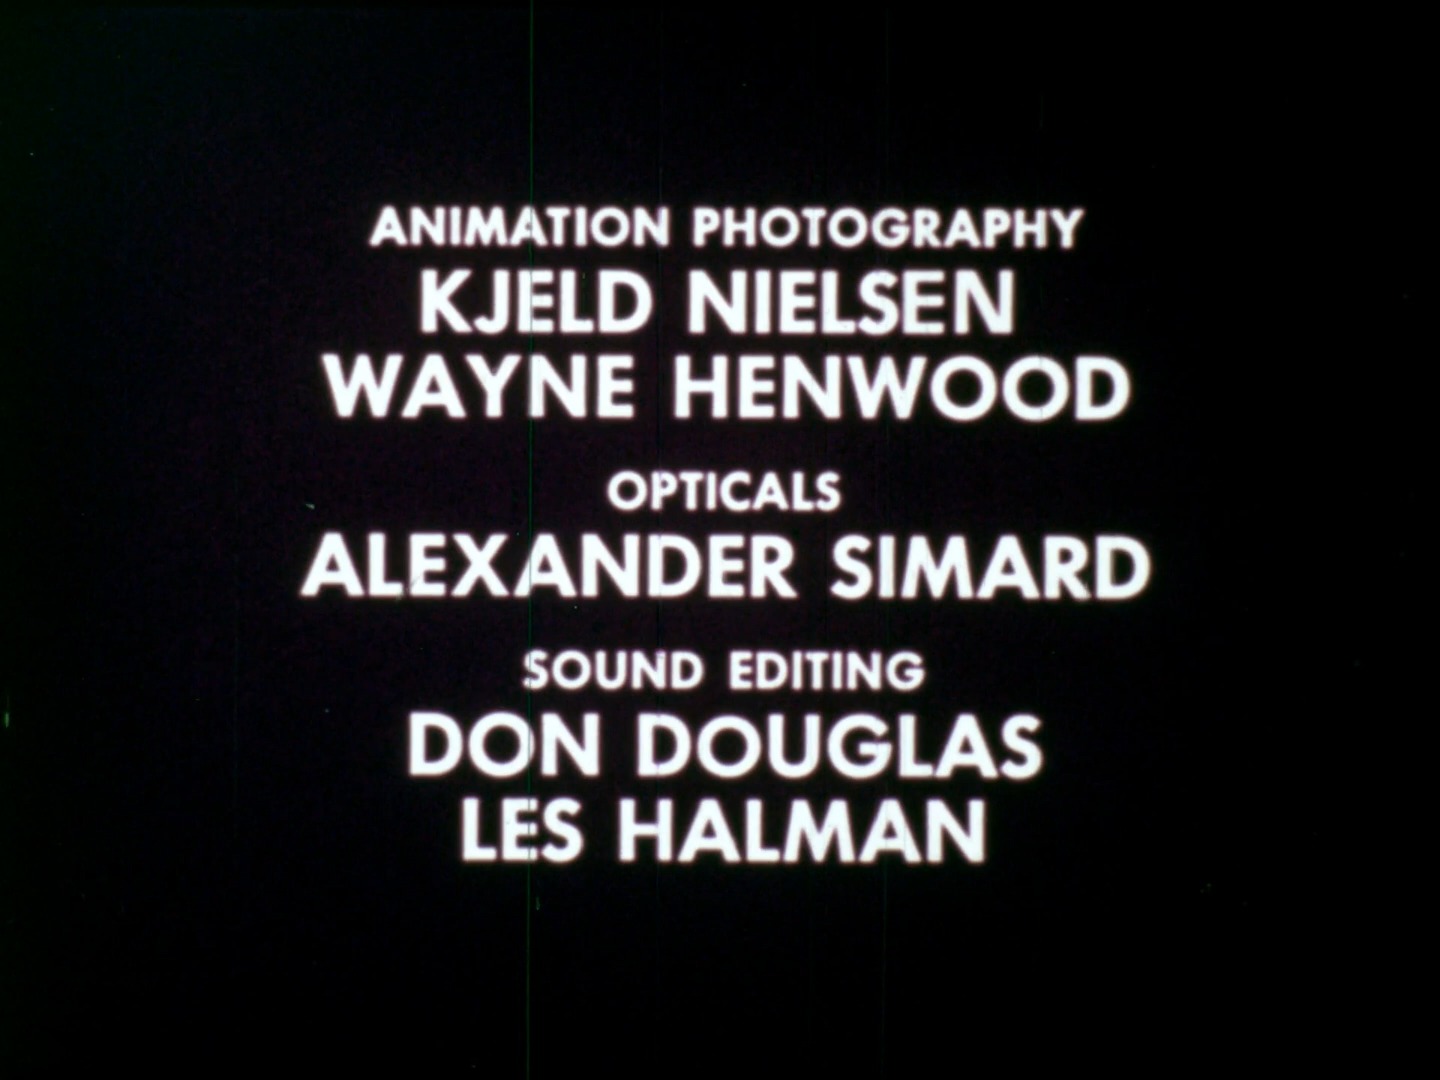 ANIMATION PHOTOGRAPHY
KJELD NIELSEN
WAYNE HENWOOD
OPTICALS
ALEXANDER SIMARD
SOUND EDITING
DON DOUGLAS
LES HALMAN